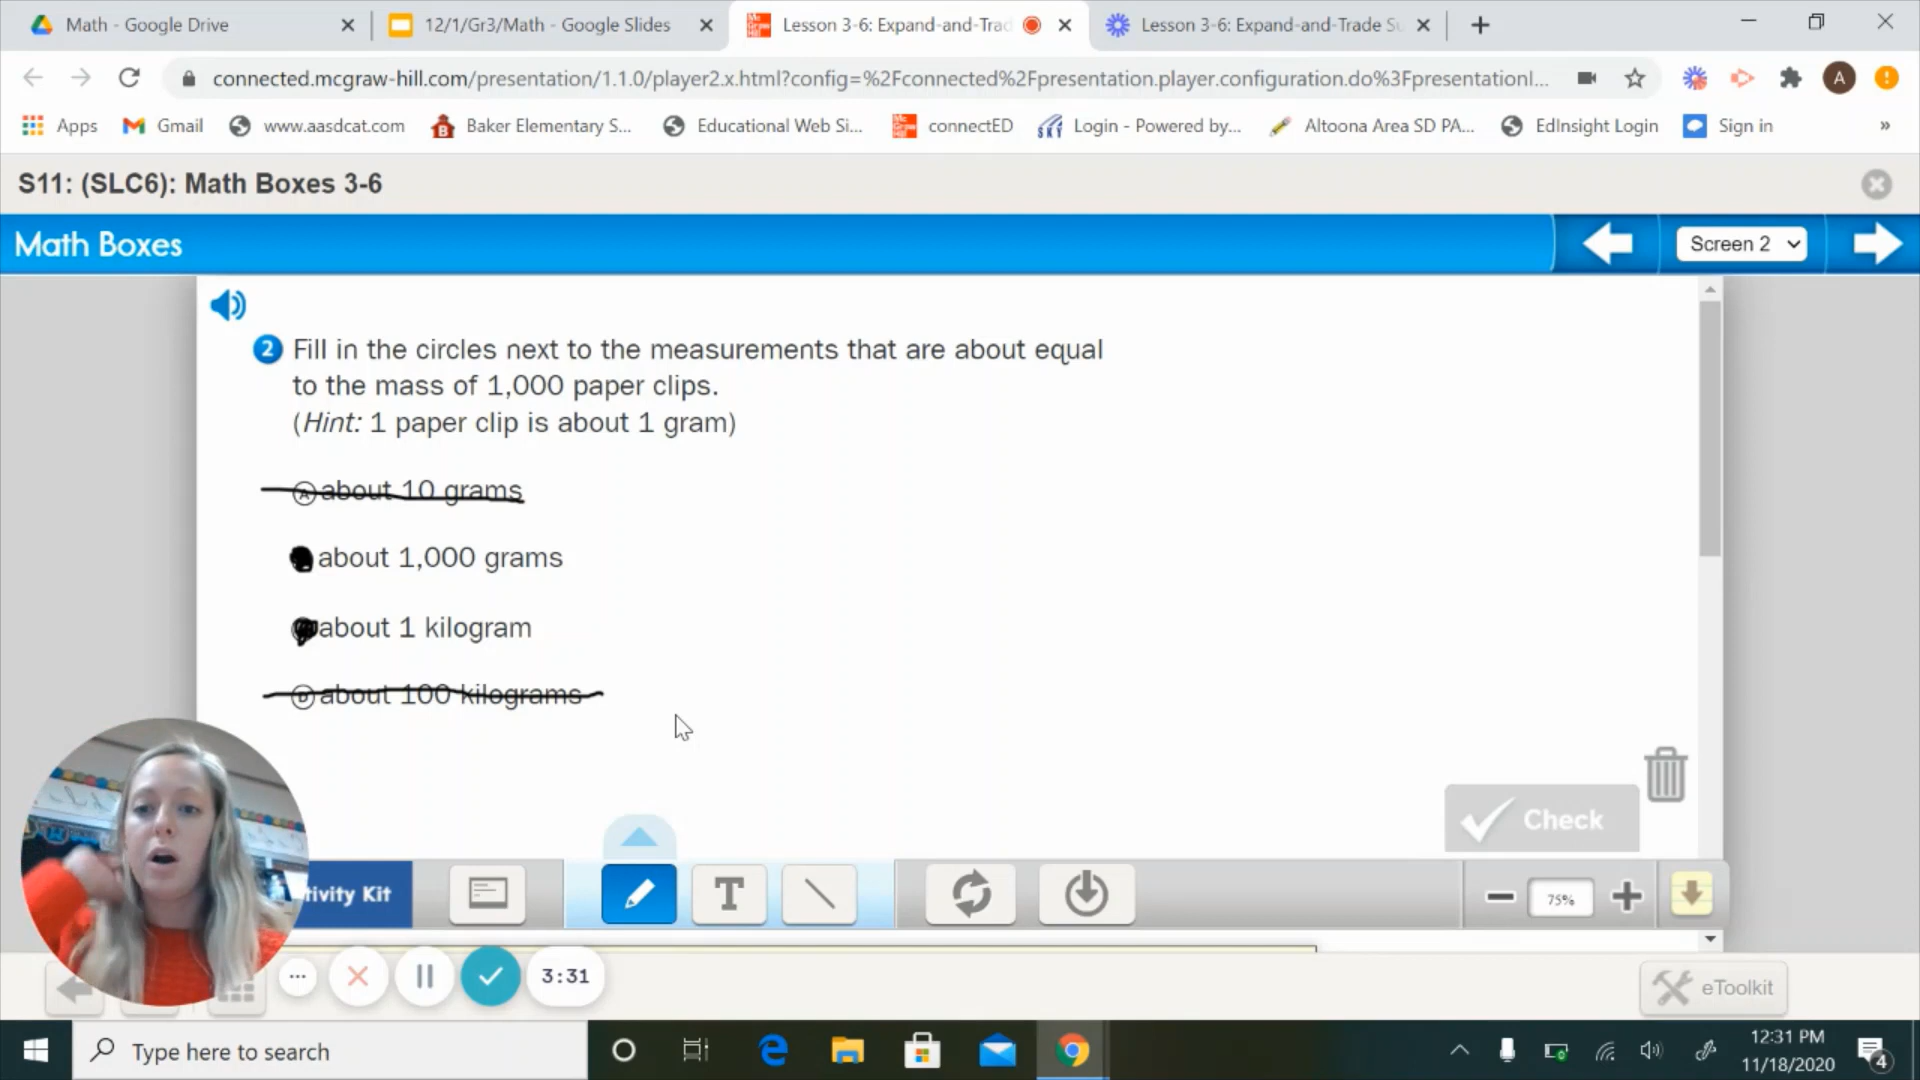 Math - Google Drive
12/1/Gr3/Math - Google Slides
Lesson 3-6: Expand-and-Trad
Lesson 3-6: Expand-and-Trade Su
connected.mcgraw-hill.com/presentation/1.1.0/player2.x.html?config=%2Fconnected%2Fpresentation.player.configuration.do%3FpresentationI...
A
Apps
Gmail
www.aasdcat.com
Baker Elementary S...
Educational Web Si...
connectED
Login - Powered by...
Altoona Area SD PA...
EdInsight Login
Sign in
»
S11: (SLC6): Math Boxes 3-6
Math Boxes
Screen 2
2 Fill in the circles next to the measurements that are about equal
to the mass of 1,000 paper clips.
(Hint: 1 paper clip is about 1 gram)
A about 10 grams
about 1,000 grams
about 1 kilogram
D about 100 kilograms
Check
tivity Kit
T
75%
3:31
eToolkit
Type here to search
12:31 PM
11/18/2020
4